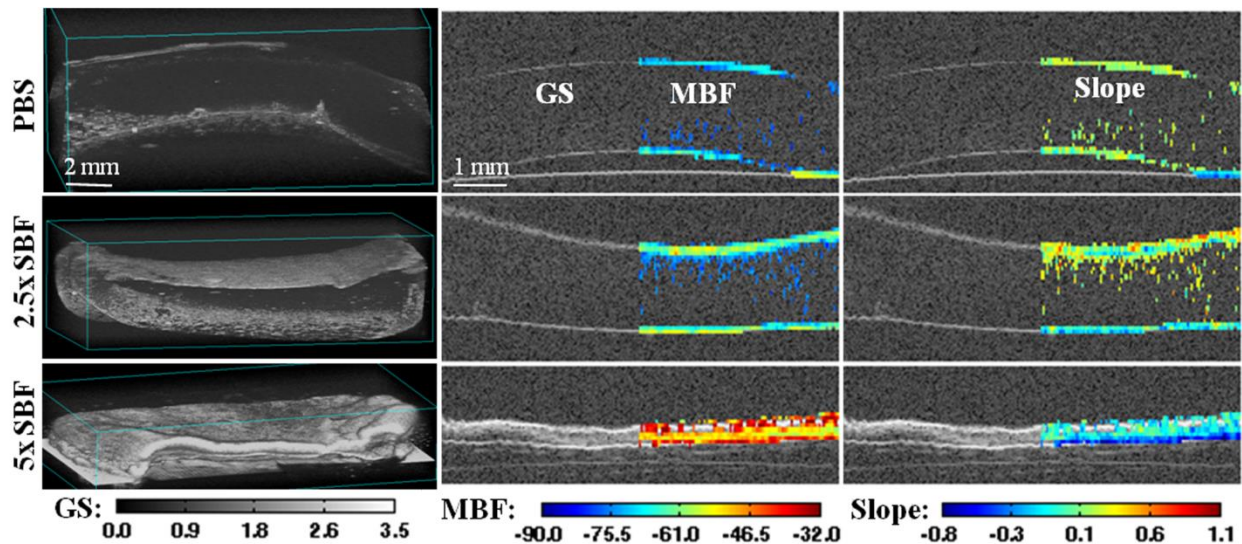 PBS
2 mm
GS
MBF
1 mm
Slope
2.5x SBF
5x SBF
GS:
0.0 0.9 1.8 2.6 3.5
MBF:
-90.0 -75.5 -61.0 -46.5 -32.0
Slope:
-0.8 -0.3 0.1 0.6 1.1